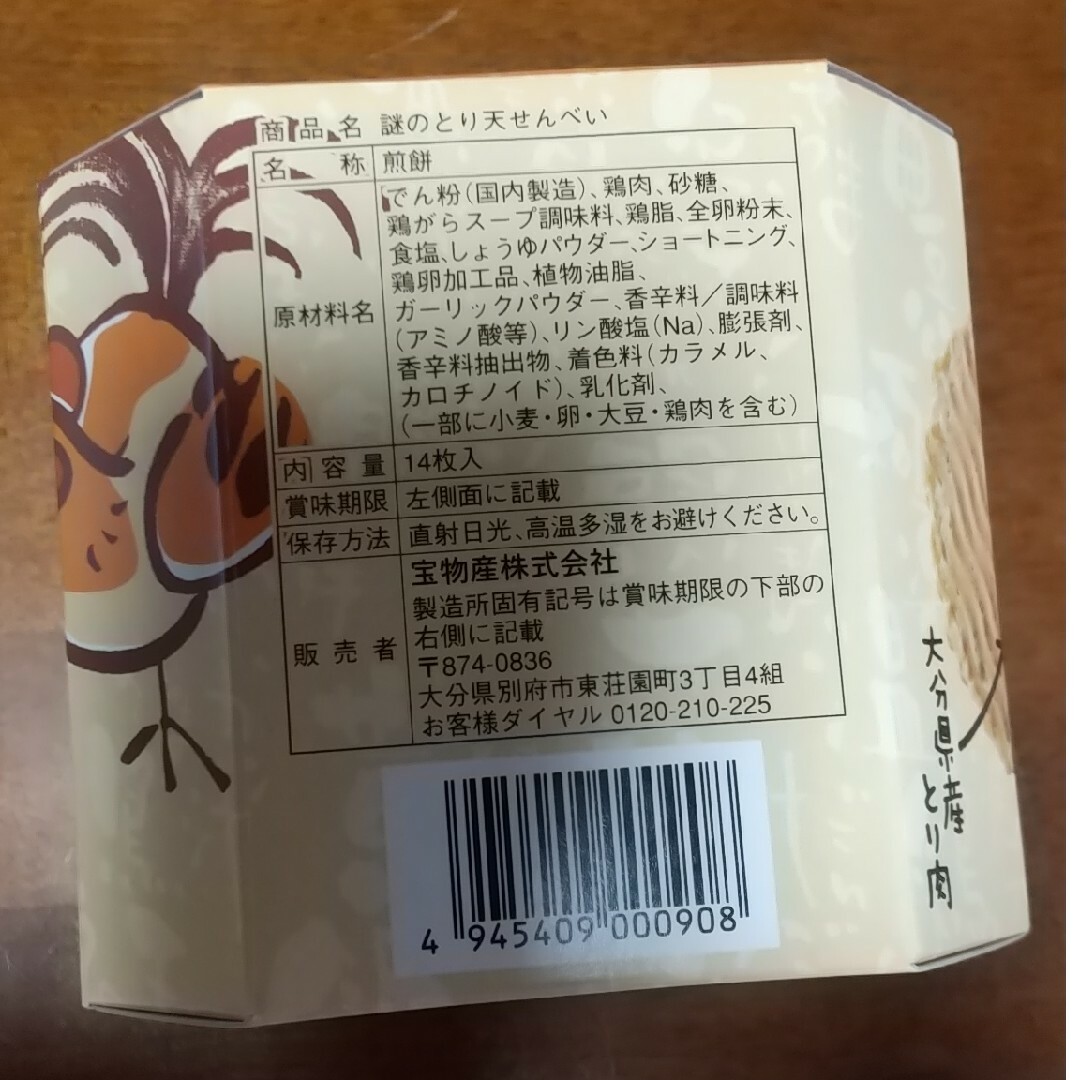 商品名 謎のとり天せんべい
名称 煎餅
原材料名 でん粉(国内製造)、鶏肉、砂糖、
鶏がらスープ調味料、鶏脂、全卵粉末、
食塩、しょうゆパウダー、ショートニング、
鶏卵加工品、植物油脂、
ガーリックパウダー、香辛料/調味料
(アミノ酸等)、リン酸塩(Na)、膨張剤、
香辛料抽出物、着色料(カラメル、
カロチノイド)、乳化剤、
(一部に小麦・卵・大豆・鶏肉を含む)
内容量 14枚入
賞味期限 左側面に記載
保存方法 直射日光、高温多湿をお避けください。
販売者 宝物産株式会社
製造所固有記号は賞味期限の下部の
右側に記載
〒874-0836
大分県別府市東荘園町3丁目4組
お客様ダイヤル 0120-210-225
4 945409 000908
大分県産
とり肉